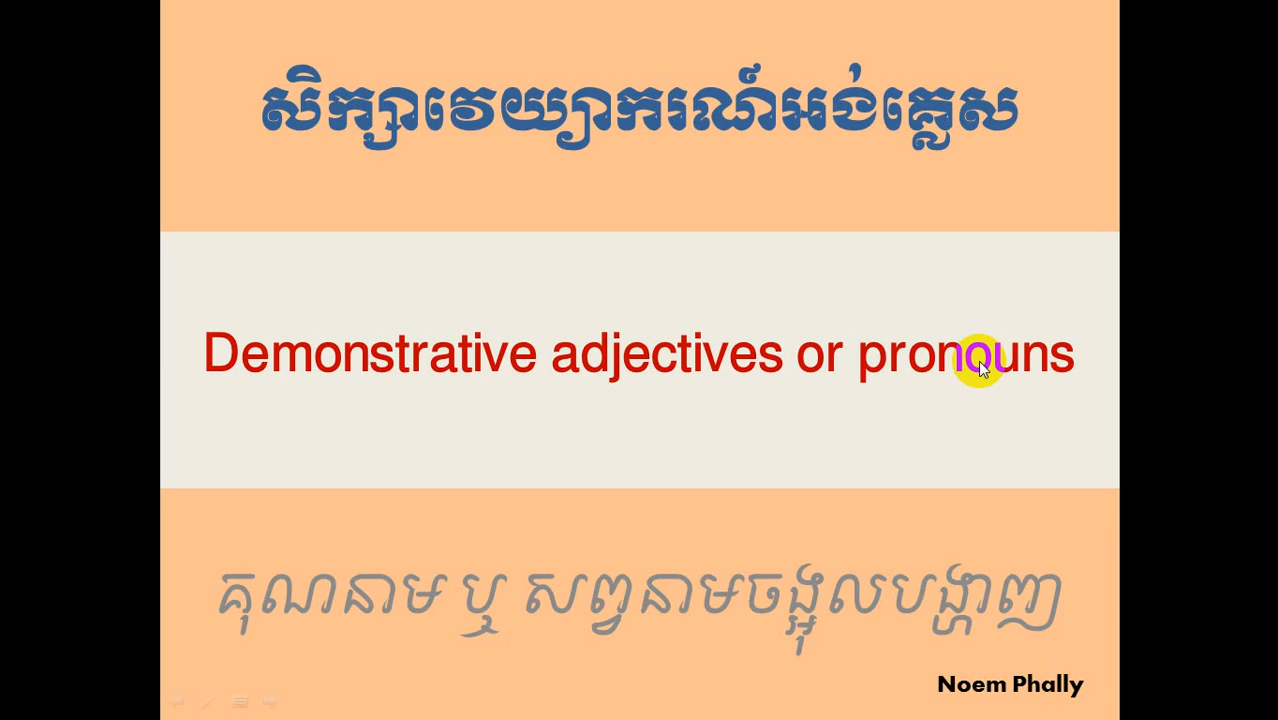 សិក្សាវេយ្យាករណ៍អង់គ្លេស
Demonstrative adjectives or pronouns
គុណនាម ឬ សព្វនាមចង្អុលបង្ហាញ
Noem Phally